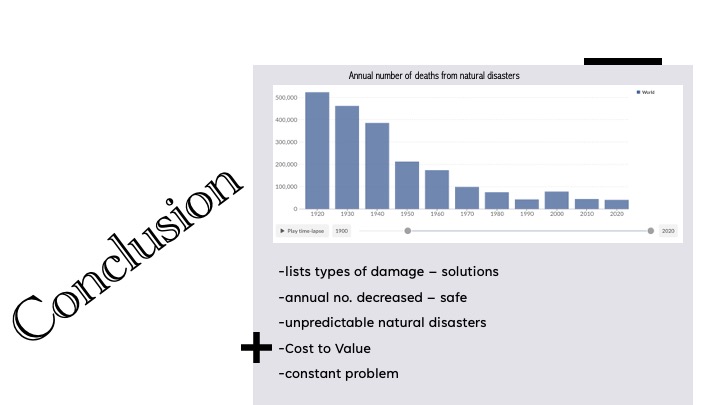 Conclusion
Annual number of deaths from natural disasters
World
500,000
400,000
300,000
200,000
100,000
0
1920 1930 1940 1950 1960 1970 1980 1990 2000 2010 2020
Play time-lapse 1900 2020
-lists types of damage – solutions
-annual no. decreased – safe
-unpredictable natural disasters
-Cost to Value
-constant problem